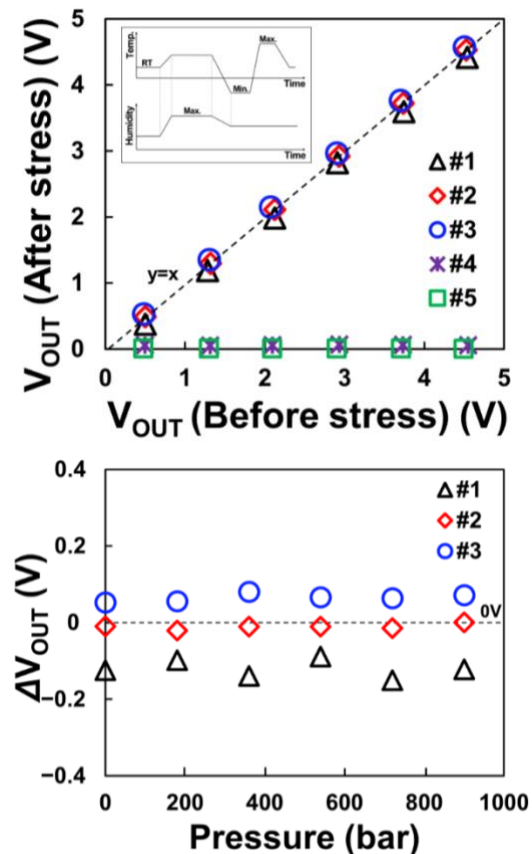 5
4
3
2
1
0
V_OUT (After stress) (V)
Temp.
RT
Max.
Min.
Time
Humidity
Max.
Time
y=x
#1
#2
#3
#4
#5
0 1 2 3 4 5
V_OUT (Before stress) (V)
0.4
0.2
0
−0.2
−0.4
ΔV_OUT (V)
#1
#2
#3
0V
0 200 400 600 800 1000
Pressure (bar)